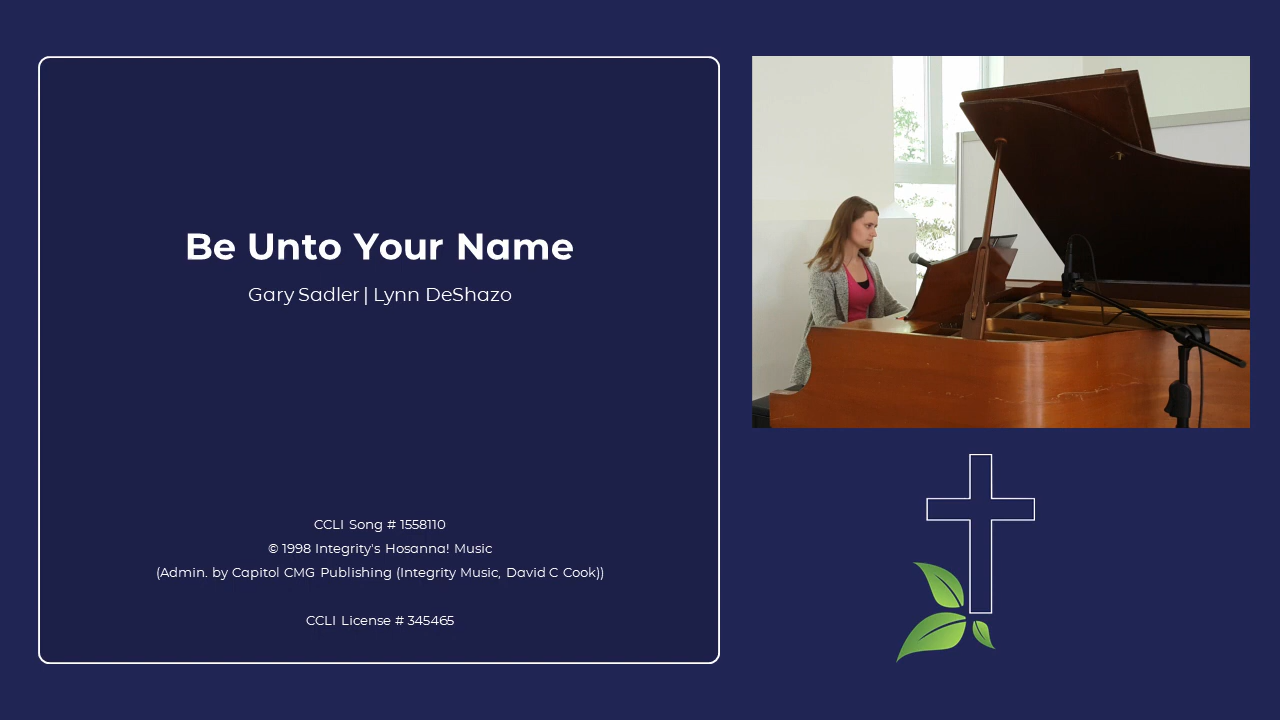 Be Unto Your Name
Gary Sadler | Lynn DeShazo
CCLI Song # 1558110
© 1998 Integrity's Hosanna! Music
(Admin. by Capitol CMG Publishing (Integrity Music, David C Cook))
CCLI License # 345465